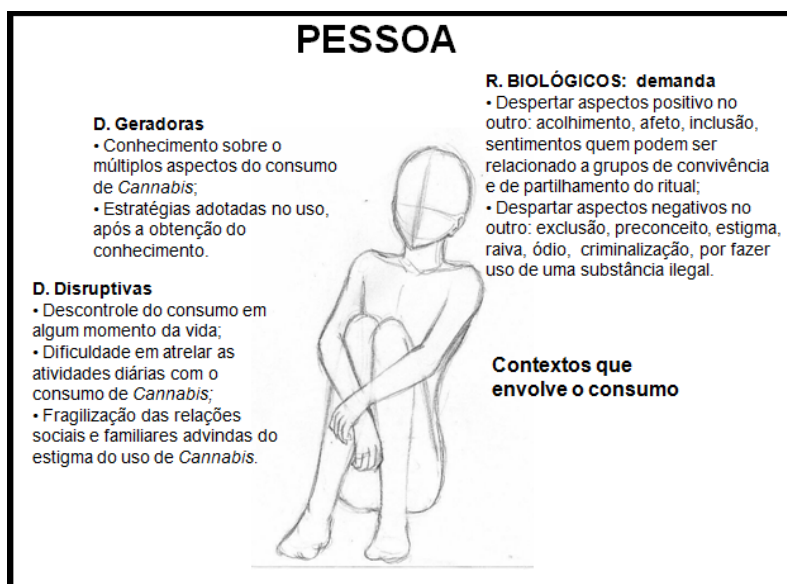 PESSOA
D. Geradoras
• Conhecimento sobre o
múltiplos aspectos do consumo
de Cannabis;
• Estratégias adotadas no uso,
após a obtenção do
conhecimento.
D. Disruptivas
• Descontrole do consumo em
algum momento da vida;
• Dificuldade em atrelar as
atividades diárias com o
consumo de Cannabis;
• Fragilização das relações
sociais e familiares advindas do
estigma do uso de Cannabis.
R. BIOLÓGICOS: demanda
• Despertar aspectos positivo no
outro: acolhimento, afeto, inclusão,
sentimentos quem podem ser
relacionado a grupos de convivência
e de partilhamento do ritual;
• Despartar aspectos negativos no
outro: exclusão, preconceito, estigma,
raiva, ódio, criminalização, por fazer
uso de uma substância ilegal.
Contextos que
envolve o consumo